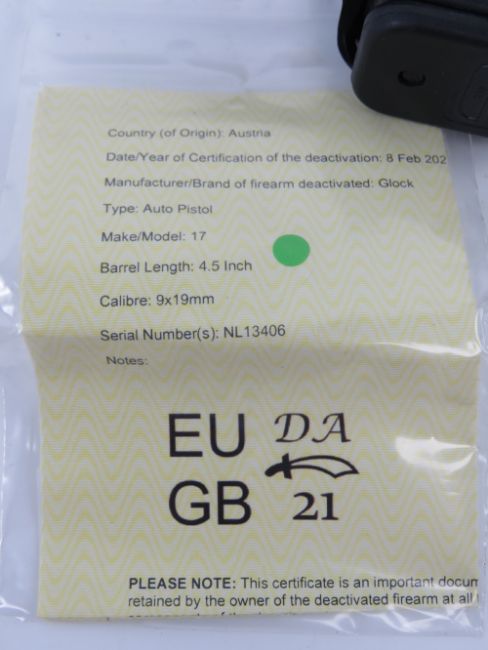 Country (of Origin): Austria
Date/Year of Certification of the deactivation: 8 Feb 202
Manufacturer/Brand of firearm deactivated: Glock
Type: Auto Pistol
Make/Model: 17
Barrel Length: 4.5 Inch
Calibre: 9x19mm
Serial Number(s): NL13406
Notes:
EU DA
GB 21
PLEASE NOTE: This certificate is an important docum
retained by the owner of the deactivated firearm at all